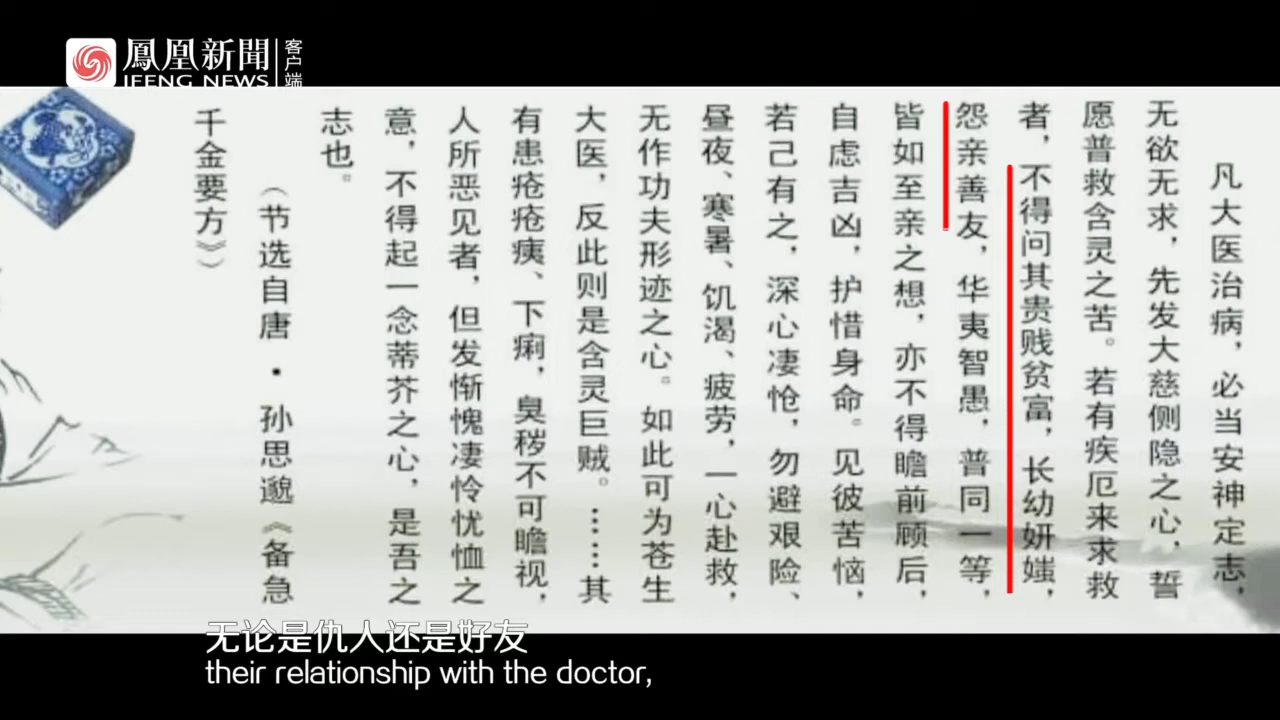 鳳凰新聞
客户端
IFENG NEWS
凡大医治病，必当安神定志，
无欲无求，先发大慈侧隐之心，誓
愿普救含灵之苦。若有疾厄来求救
者，不得问其贵贱贫富，长幼妍媸，
怨亲善友，华夷智愚，普同一等，
皆如至亲之想，亦不得瞻前顾后，
自虑吉凶，护惜身命。见彼苦恼，
若己有之，深心凄怆，勿避艰险、
昼夜、寒暑、饥渴、疲劳，一心赴救，
无作功夫形迹之心。如此可为苍生
大医，反此则是含灵巨贼。……其
有患疮疮痍、下痢，臭秽不可瞻视，
人所恶见者，但发惭愧凄怜忧恤之
意，不得起一念蒂芥之心，是吾之
志也。
（节选自唐·孙思邈《备急
千金要方》）
无论是仇人还是好友
their relationship with the doctor,